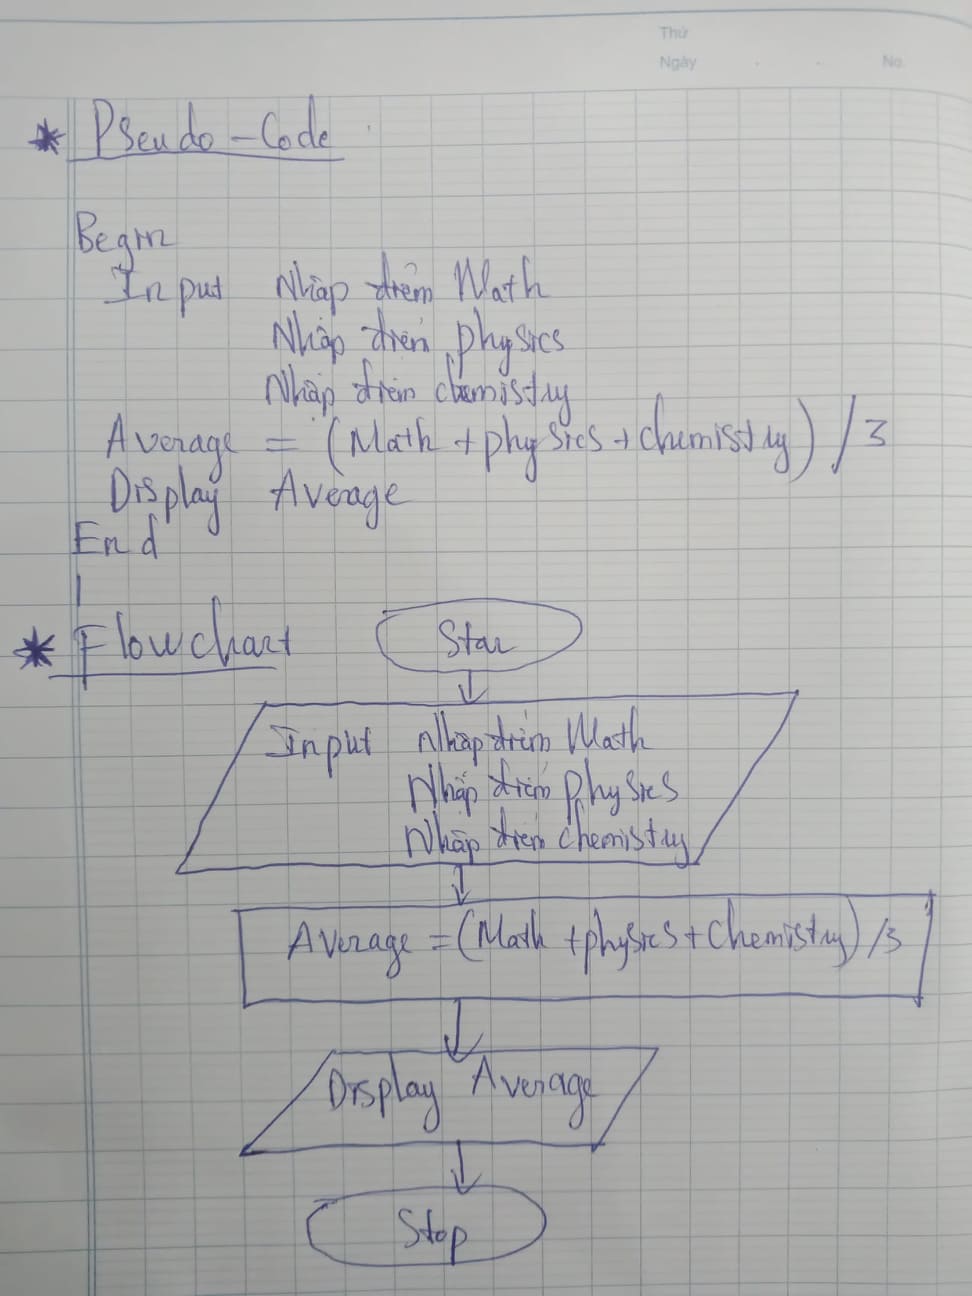 Thứ
Ngày . . No.
* Pseudo-Code
Begin
Input Nhập điểm Math
Nhập điểm physics
Nhập điểm chemistry
Average = (Math + physics + chemistry) /3
Display Average
End
* Flowchart
Star
Input Nhập điểm Math
Nhập điểm physics
Nhập điểm chemistry
Average = (Math + physics + Chemistry) /3
Display Average
Stop